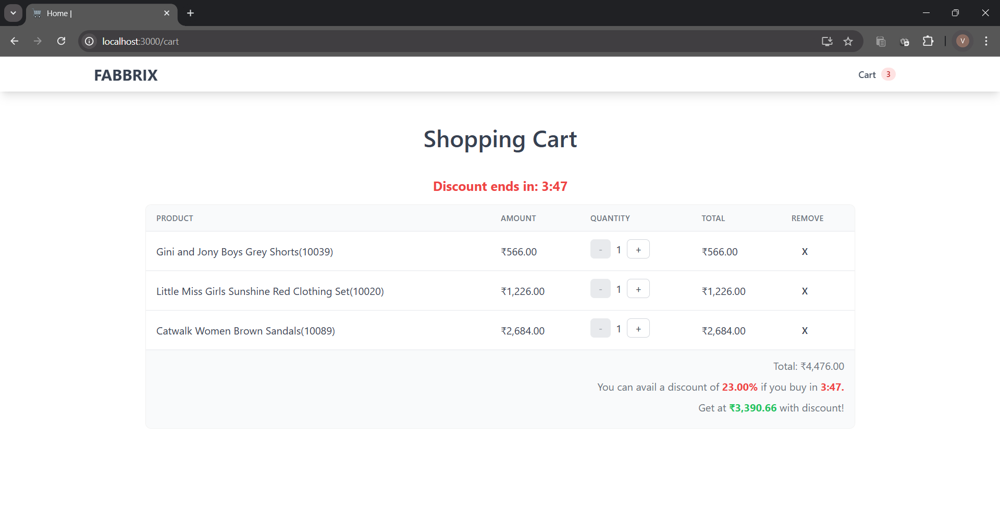 Home |
localhost:3000/cart
V
FABBRIX
Cart 3
Shopping Cart
Discount ends in: 3:47
PRODUCT AMOUNT QUANTITY TOTAL REMOVE
Gini and Jony Boys Grey Shorts(10039) ₹566.00 - 1 + ₹566.00 X
Little Miss Girls Sunshine Red Clothing Set(10020) ₹1,226.00 - 1 + ₹1,226.00 X
Catwalk Women Brown Sandals(10089) ₹2,684.00 - 1 + ₹2,684.00 X
Total: ₹4,476.00
You can avail a discount of 23.00% if you buy in 3:47.
Get at ₹3,390.66 with discount!